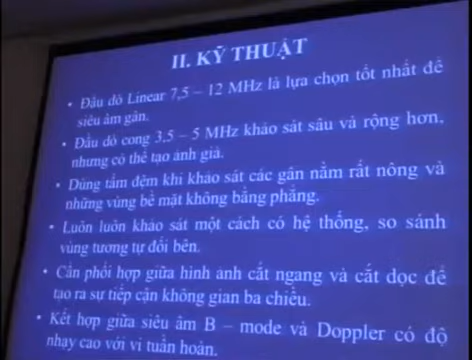 II. KỸ THUẬT
• Đầu dò Linear 7,5 – 12 MHz là lựa chọn tốt nhất để
siêu âm gân.
• Đầu dò cong 3,5 – 5 MHz khảo sát sâu và rộng hơn,
nhưng có thể tạo ảnh giả.
• Dùng tấm đệm khi khảo sát các gân nằm rất nông và
những vùng bề mặt không bằng phẳng.
• Luôn luôn khảo sát một cách có hệ thống, so sánh
vùng tương tự đối bên.
• Cần phối hợp giữa hình ảnh cắt ngang và cắt dọc để
tạo ra sự tiếp cận không gian ba chiều.
• Kết hợp giữa siêu âm B – mode và Doppler có độ
nhạy cao với vi tuần hoàn.